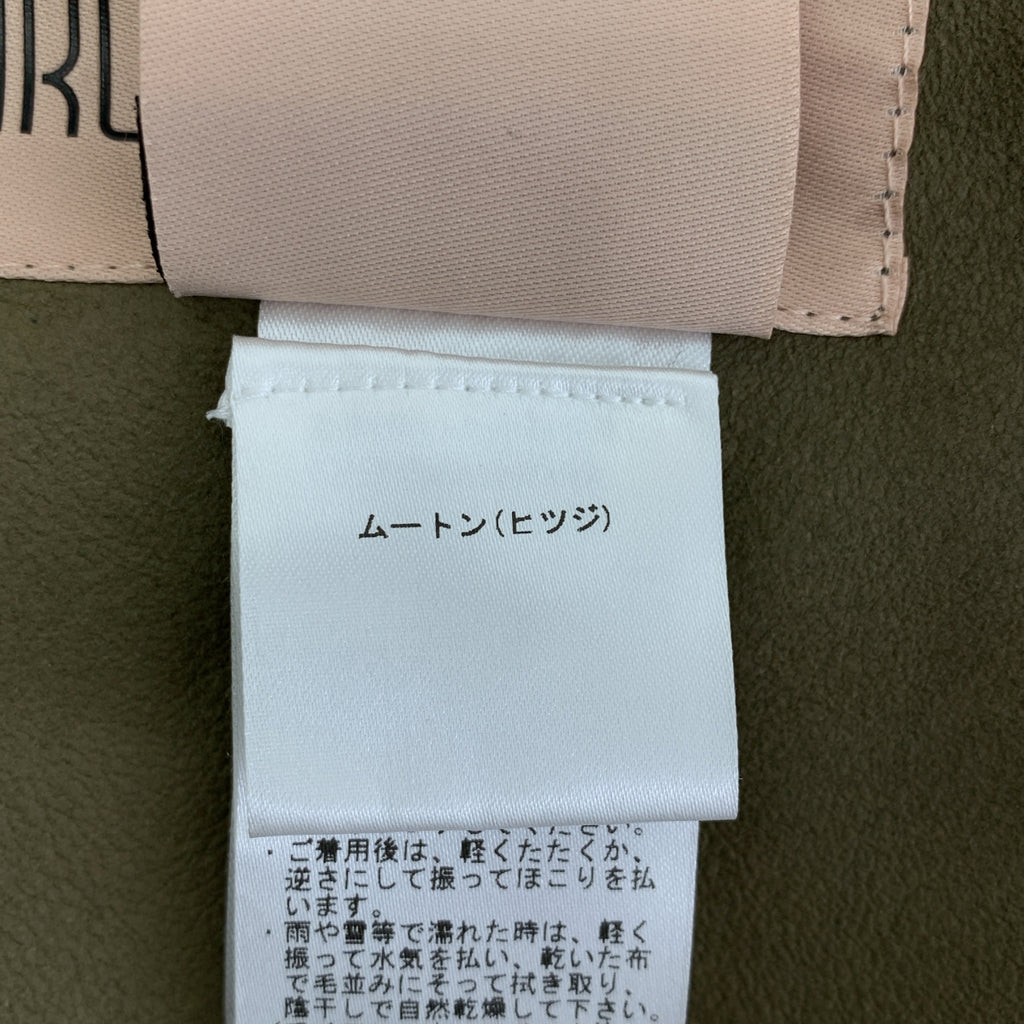 ムートン(ヒツジ)
・ご着用後は、軽くたたくか、
逆さにして振ってほこりを払
います。
・雨や雪等で濡れた時は、軽く
振って水気を払い、乾いた布
で毛並みにそって拭き取り、
陰干しで自然乾燥して下さい。